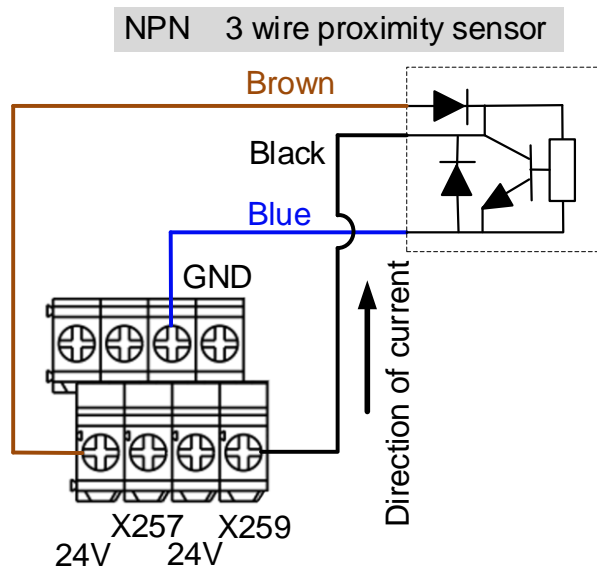 NPN 3 wire proximity sensor
Brown
Black
Blue
GND
Direction of current
X257 X259
24V 24V